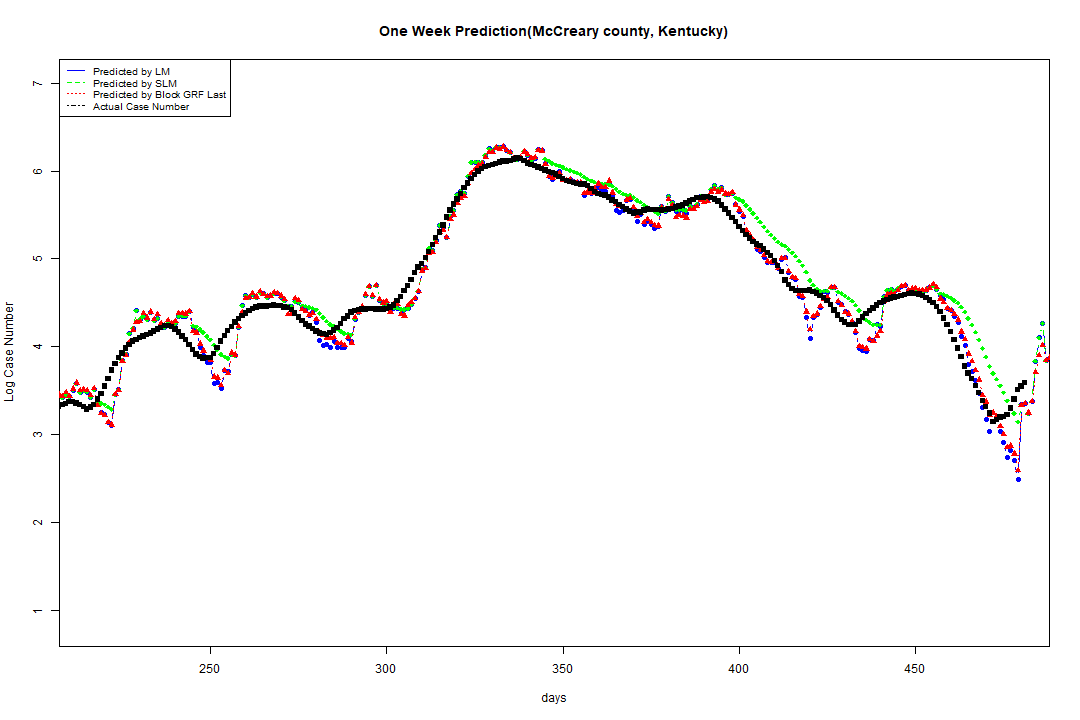 One Week Prediction(McCreary county, Kentucky)
Predicted by LM
Predicted by SLM
Predicted by Block GRF Last
Actual Case Number
7
6
5
4
3
2
1
Log Case Number
250 300 350 400 450
days